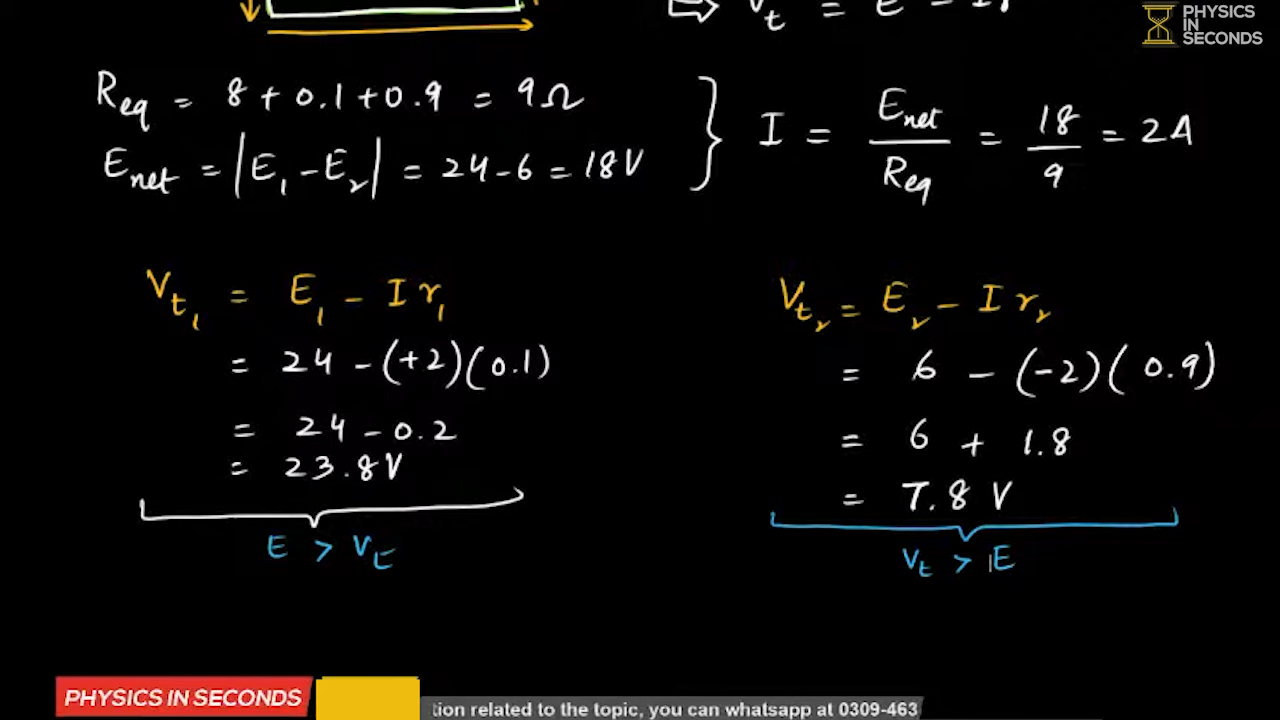 ⇒ Vt = E - Ir
PHYSICS
IN
SECONDS
Req = 8 + 0.1 + 0.9 = 9Ω
Enet = |E1 - E2| = 24 - 6 = 18V
I = Enet/Req = 18/9 = 2A
Vt1 = E1 - I r1
= 24 - (+2)(0.1)
= 24 - 0.2
= 23.8V
E > Vt
Vt2 = E2 - I r2
= 6 - (-2)(0.9)
= 6 + 1.8
= 7.8 V
Vt > E
PHYSICS IN SECONDS
tion related to the topic, you can whatsapp at 0309-463